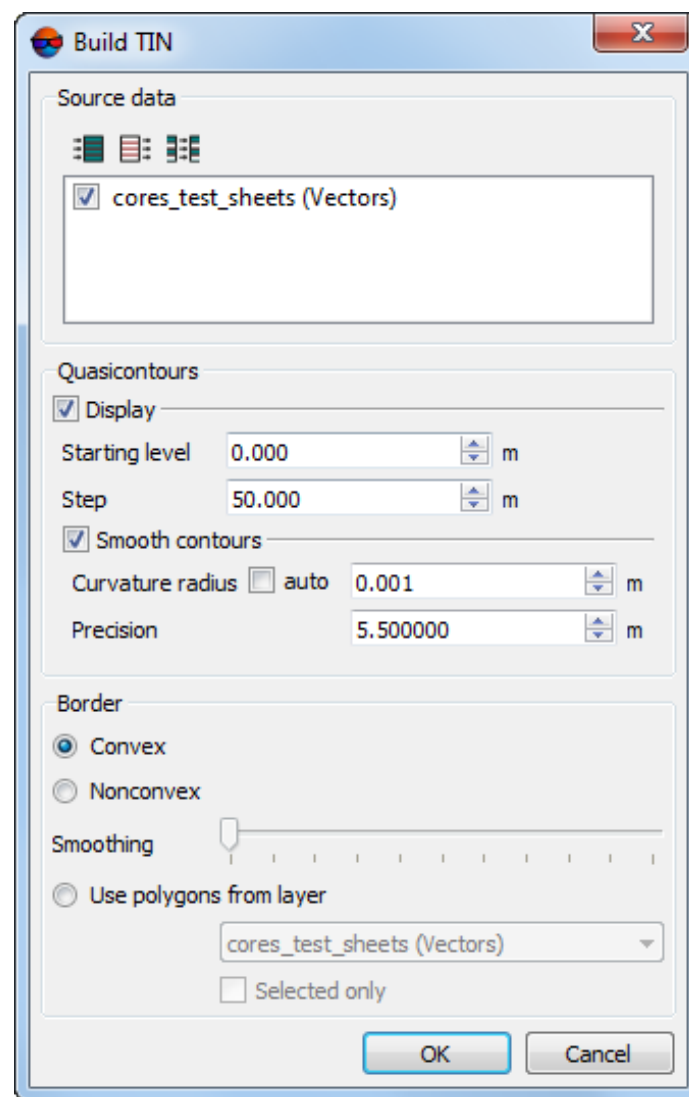 Build TIN
Source data
cores_test_sheets (Vectors)
Quasicontours
Display
Starting level 0.000 m
Step 50.000 m
Smooth contours
Curvature radius auto 0.001 m
Precision 5.500000 m
Border
Convex
Nonconvex
Smoothing
Use polygons from layer
cores_test_sheets (Vectors)
Selected only
OK Cancel